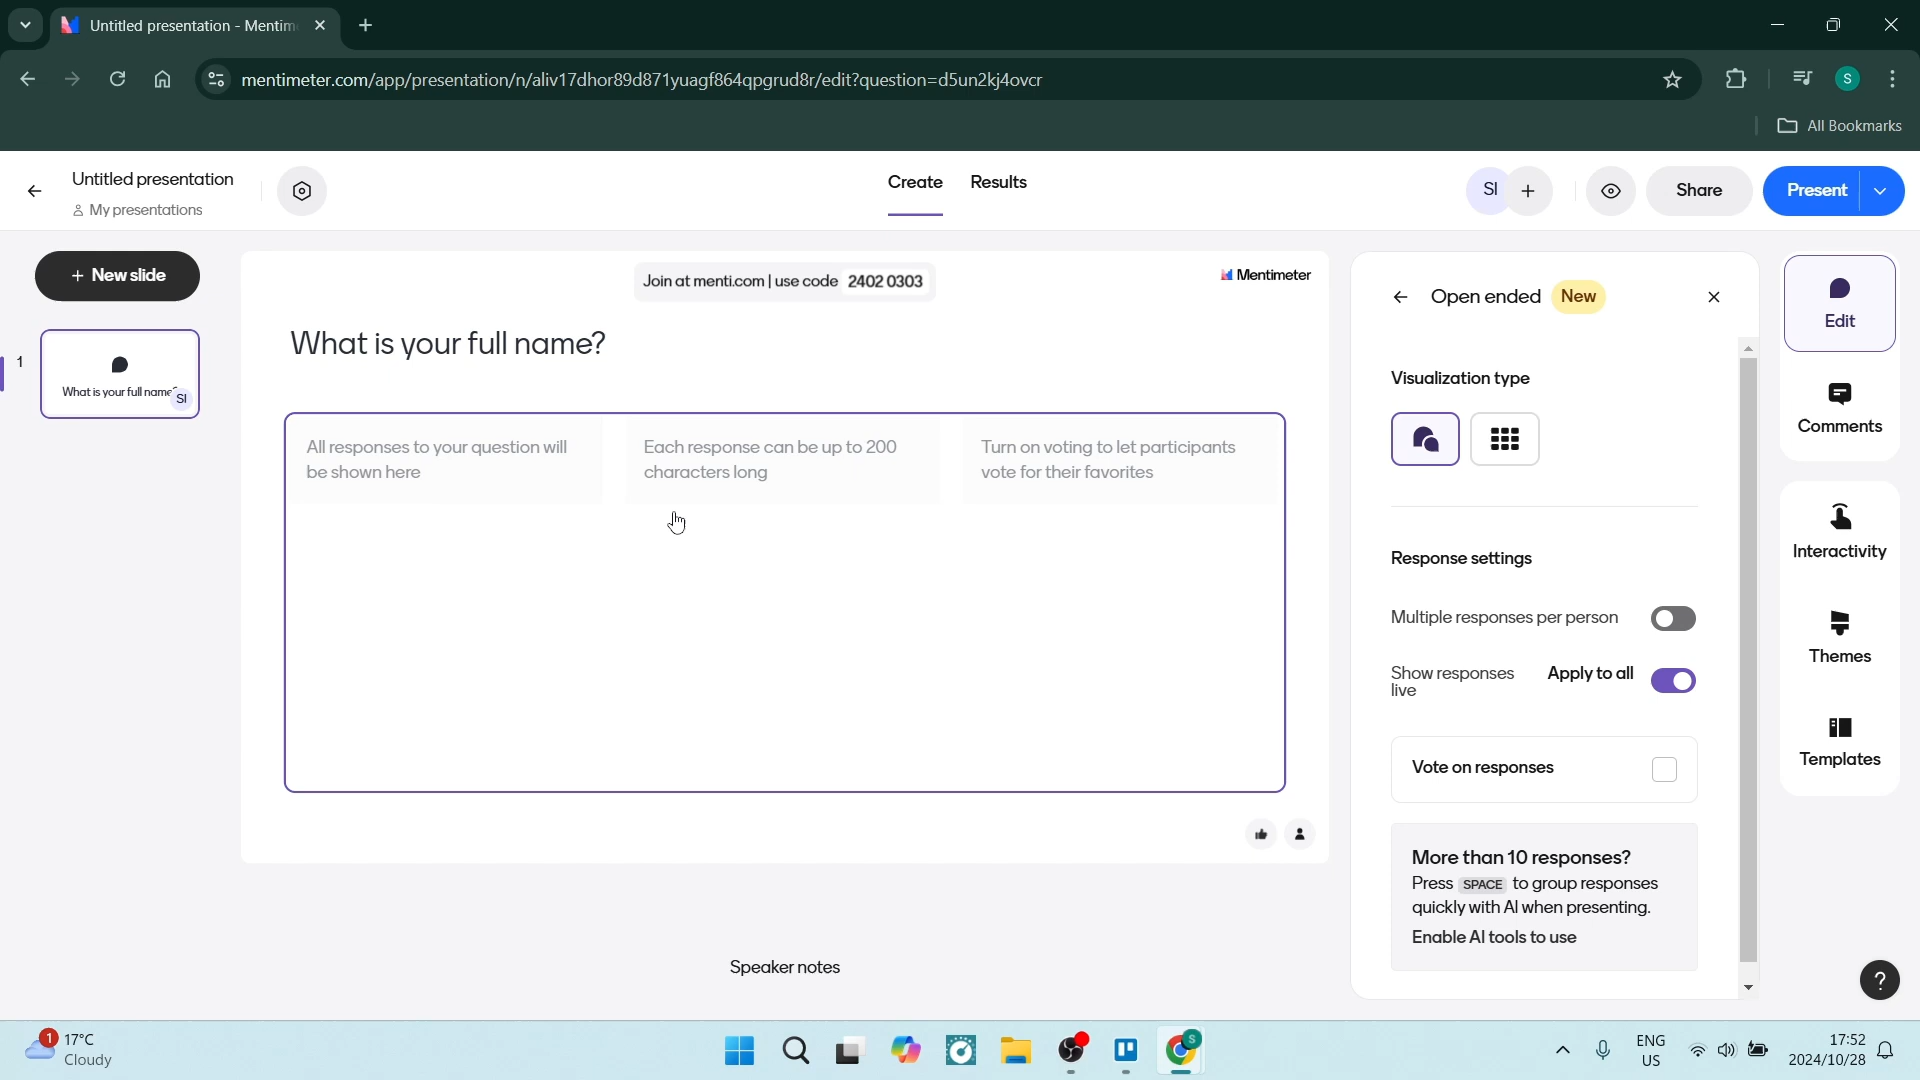 Untitled presentation - Mentim
mentimeter.com/app/presentation/n/aliv17dhor89d871yuagf864qpgrud8r/edit?question=d5un2kj4ovcr
S
All Bookmarks
Untitled presentation
My presentations
Create
Results
SI
Share
Present
New slide
1
What is your full name?
SI
Join at menti.com | use code 2402 0303
Mentimeter
What is your full name?
All responses to your question will
be shown here
Each response can be up to 200
characters long
Turn on voting to let participants
vote for their favorites
Speaker notes
Open ended New
Visualization type
Response settings
Multiple responses per person
Show responses
live
Apply to all
Vote on responses
More than 10 responses?
Press SPACE to group responses
quickly with AI when presenting.
Enable AI tools to use
Edit
Comments
Interactivity
Themes
Templates
?
1
17°C
Cloudy
S
ENG
US
17:52
2024/10/28